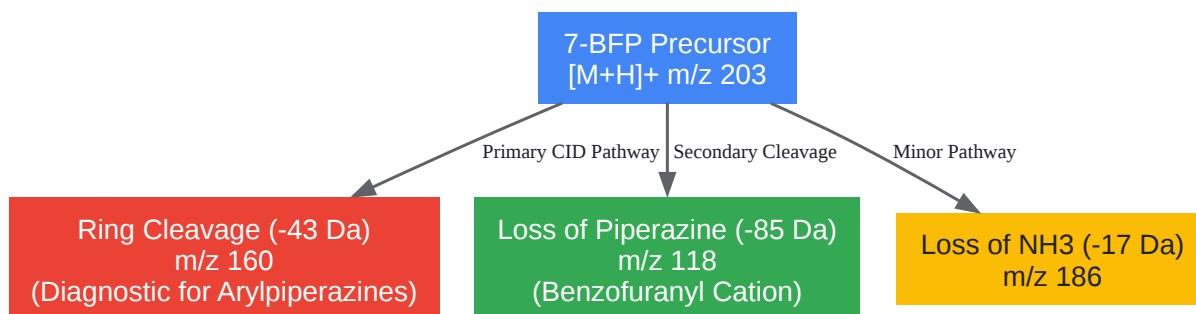 7-BFP Precursor
[M+H]+ m/z 203
Primary CID Pathway
Secondary Cleavage
Minor Pathway
Ring Cleavage (-43 Da)
m/z 160
(Diagnostic for Arylpiperazines)
Loss of Piperazine (-85 Da)
m/z 118
(Benzofuranyl Cation)
Loss of NH3 (-17 Da)
m/z 186